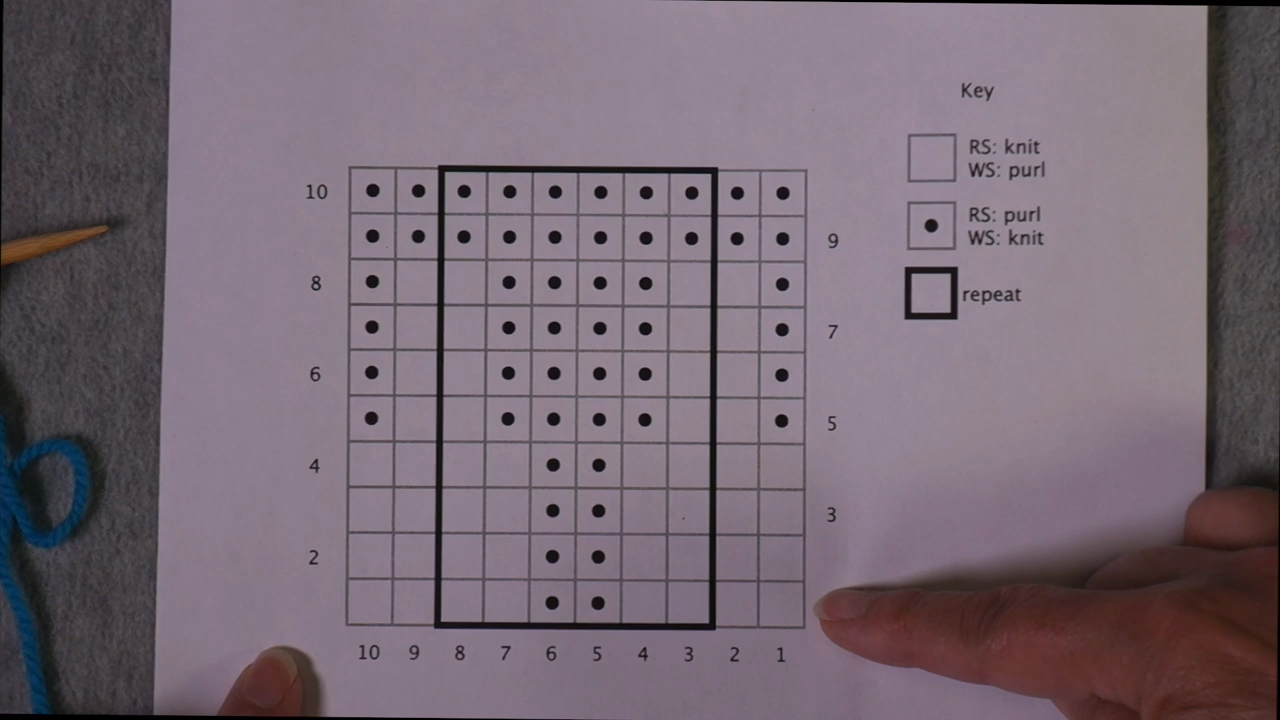 Key
RS: knit
WS: purl
RS: purl
WS: knit
repeat
10
9
8
7
6
5
4
3
2
10 9 8 7 6 5 4 3 2 1